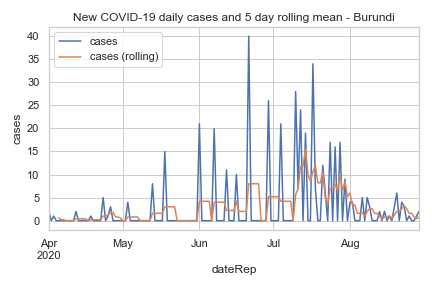 New COVID-19 daily cases and 5 day rolling mean - Burundi
cases
cases (rolling)
40
35
30
25
20
15
10
5
0
cases
Apr
2020
May
Jun
Jul
Aug
dateRep